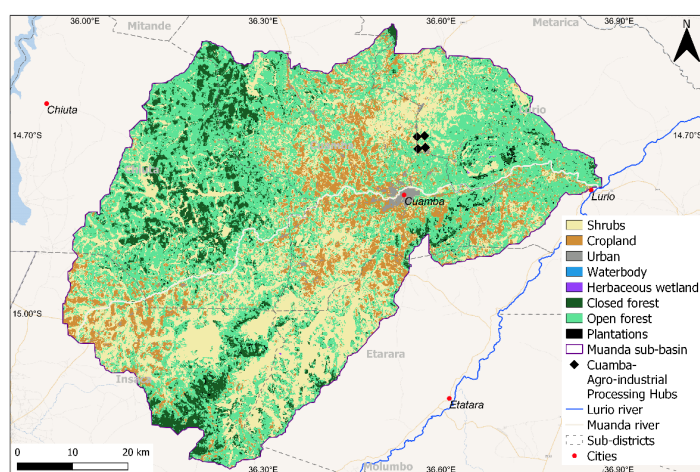 36.00°E 36.30°E 36.60°E 36.90°E
Mitande
Metarica
Chiuta
14.70°S
14.70°S
Cuamba
Lurio
Shrubs
Cropland
Urban
Waterbody
Herbaceous wetland
Closed forest
Open forest
Plantations
Muanda sub-basin
Cuamba-
Agro-industrial
Processing Hubs
Lurio river
Muanda river
Sub-districts
Cities
15.00°S
Etarara
Etatara
0 10 20 km
36.30°E 36.60°E
Molumbo